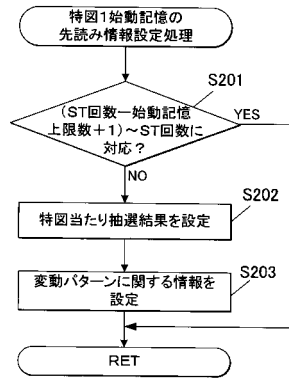 特図1始動記憶の
先読み情報設定処理
S201
(ST回数ー始動記憶
上限数+1)~ST回数に
対応?
YES
NO
S202
特図当たり抽選結果を設定
S203
変動パターンに関する情報を
設定
RET